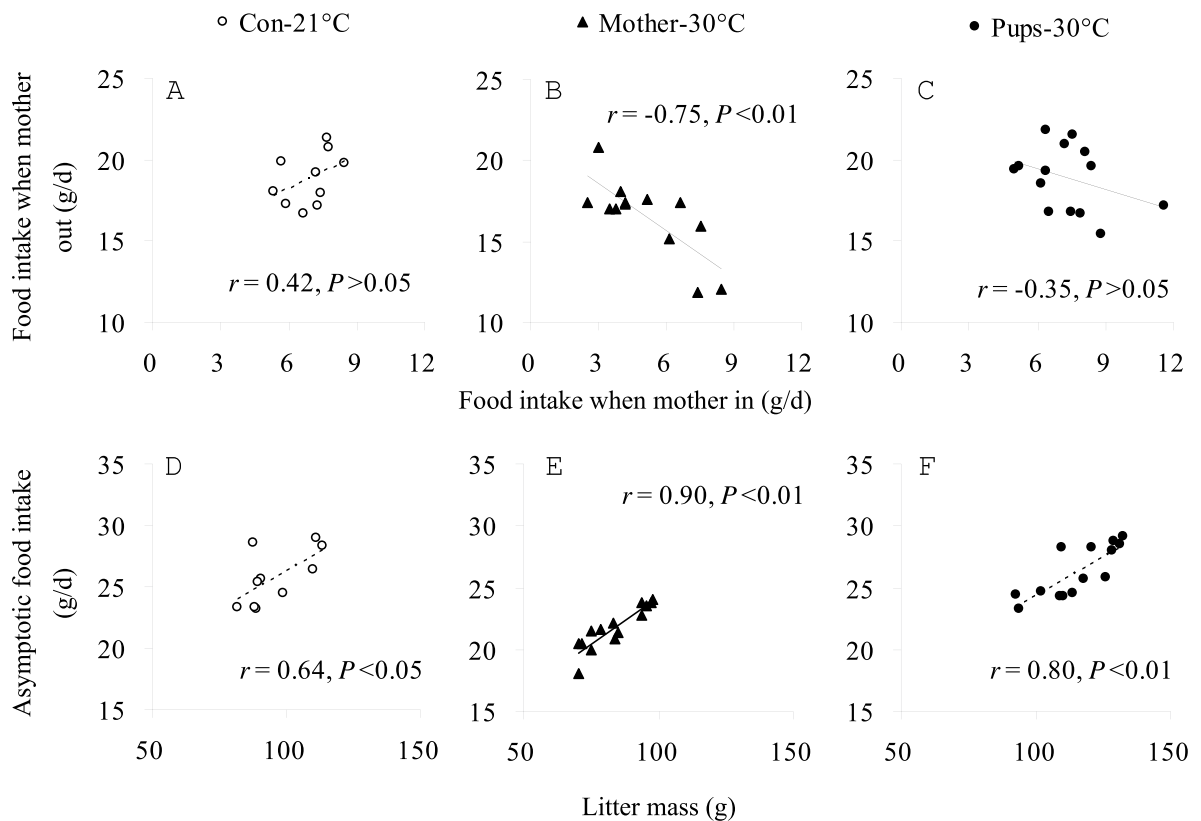 Con-21°C Mother-30°C Pups-30°C
Food intake when mother
out (g/d)
A
25
20
15
10
r = 0.42, P>0.05
0 3 6 9 12
B
25
20
15
10
r = -0.75, P<0.01
0 3 6 9 12
C
25
20
15
10
r = -0.35, P>0.05
0 3 6 9 12
Food intake when mother in (g/d)
Asymptotic food intake
(g/d)
D
35
30
25
20
15
r = 0.64, P<0.05
50 100 150
E
35
30
25
20
15
r = 0.90, P<0.01
50 100 150
F
35
30
25
20
15
r = 0.80, P<0.01
50 100 150
Litter mass (g)